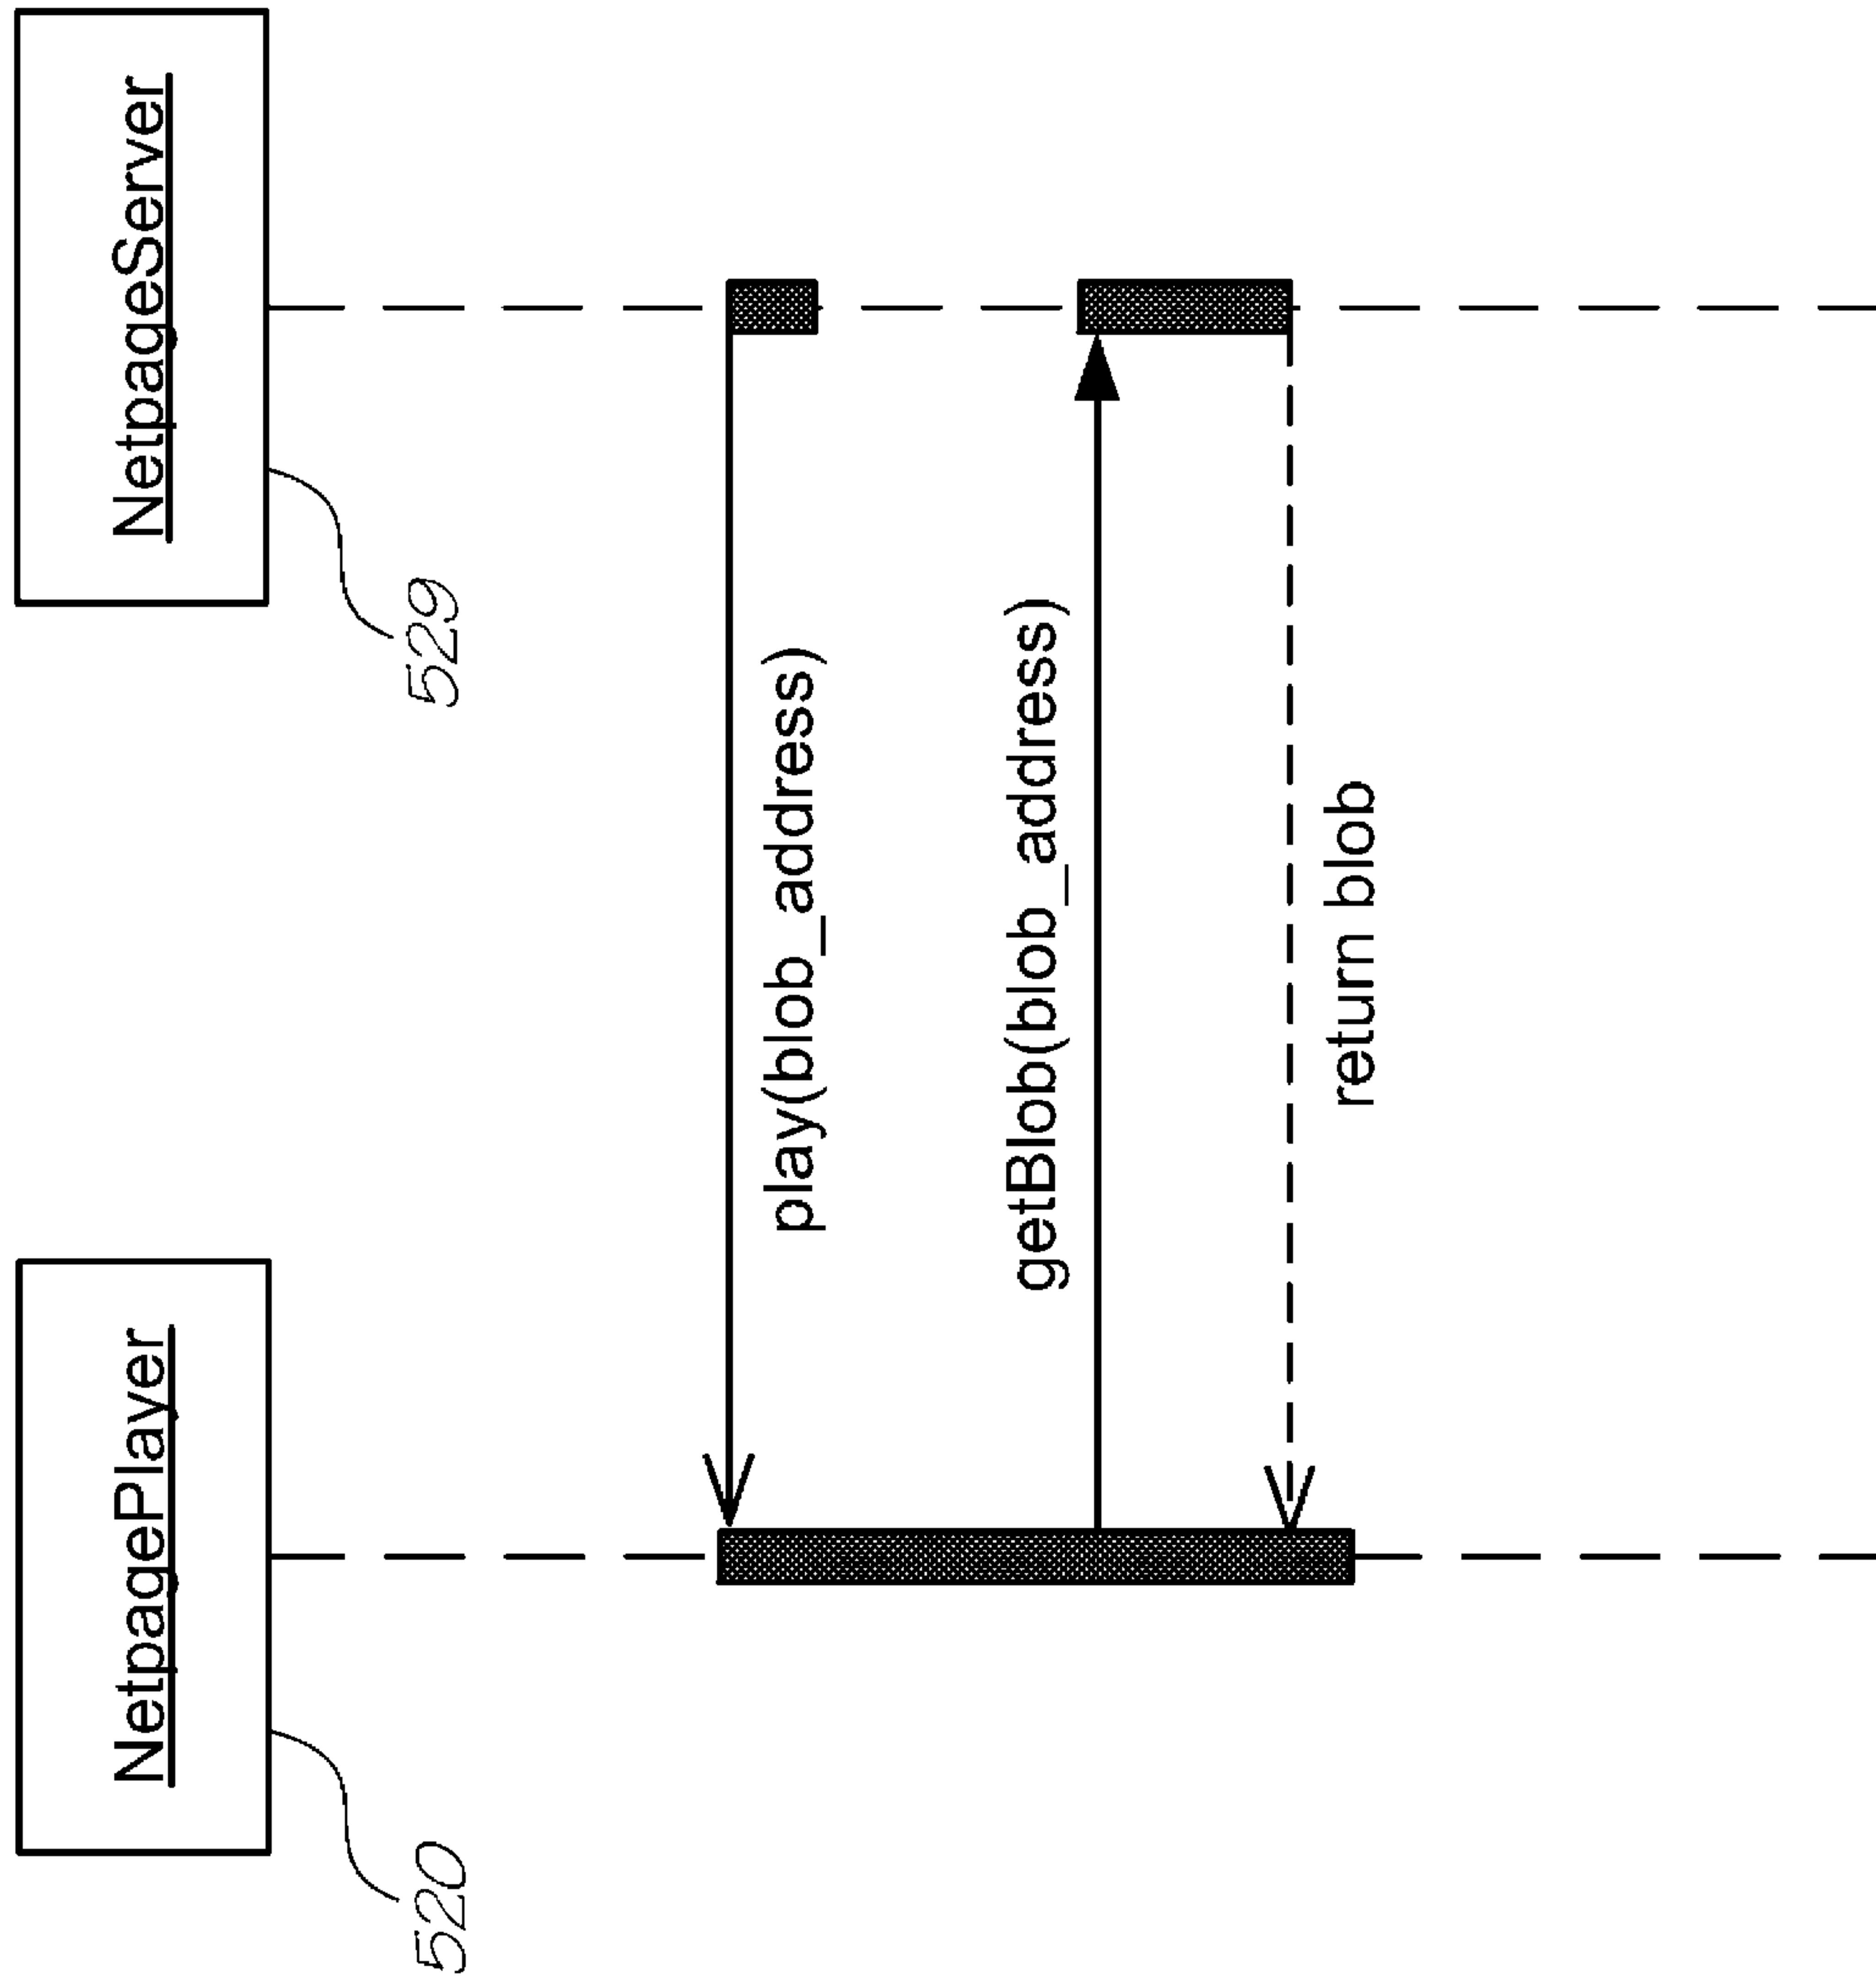 NetpagePlayer
NetpageServer
520
529
play(blob_address)
getBlob(blob_address)
return blob